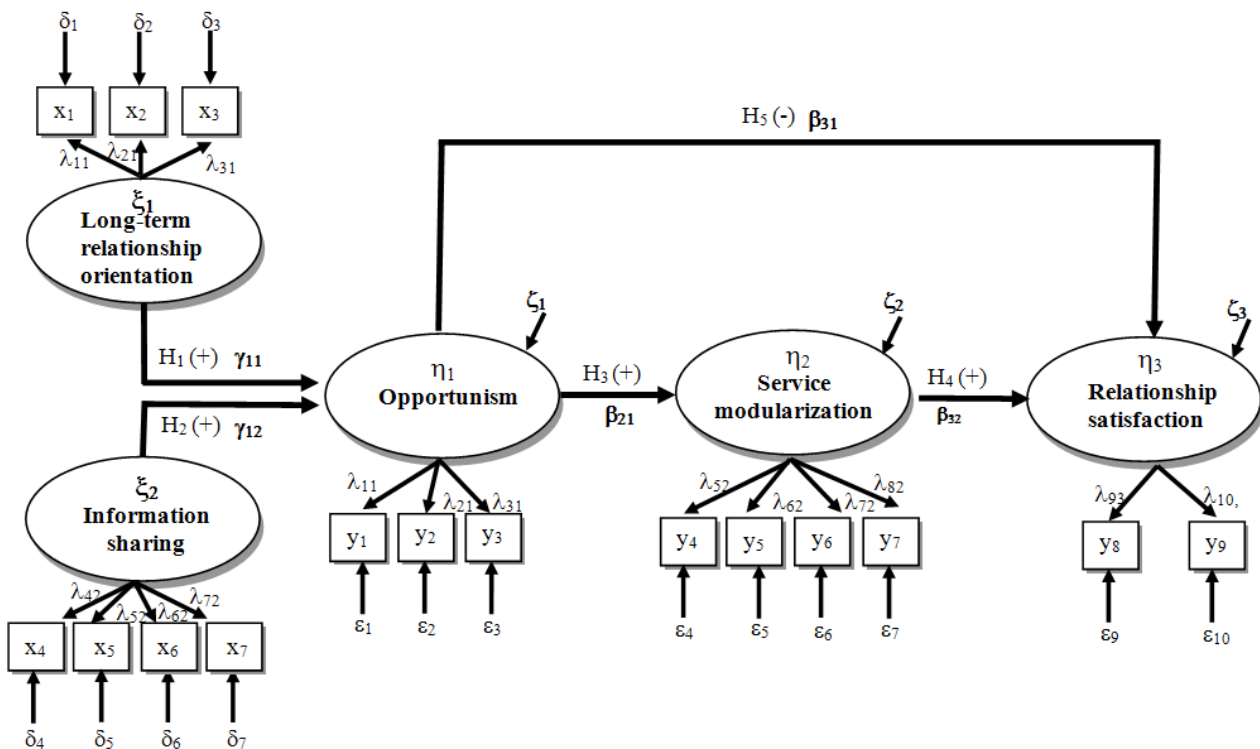 δ1 δ2 δ3
x1 x2 x3
λ11 λ21 λ31
ξ1
Long-term
relationship
orientation
H1 (+) γ11
H2 (+) γ12
ξ2
Information
sharing
λ42 λ52 λ62 λ72
x4 x5 x6 x7
δ4 δ5 δ6 δ7
H5 (-) β31
ζ1
η1
Opportunism
λ11 λ21 λ31
y1 y2 y3
ε1 ε2 ε3
H3 (+)
β21
ζ2
η2
Service
modularization
λ52 λ62 λ72 λ82
y4 y5 y6 y7
ε4 ε5 ε6 ε7
H4 (+)
β32
ζ3
η3
Relationship
satisfaction
λ93 λ10,
y8 y9
ε9 ε10